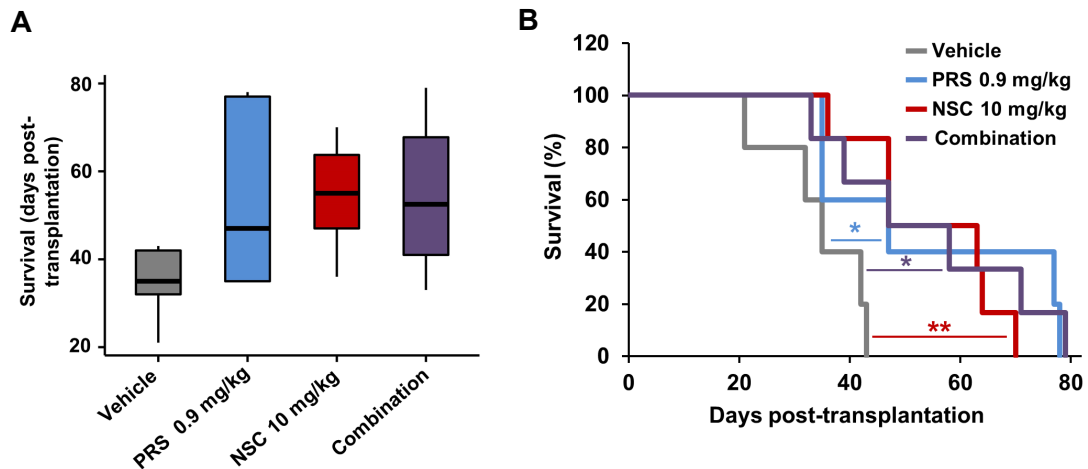 A
Survival (days post-
transplantation)
80
60
40
20
Vehicle
PRS 0.9 mg/kg
NSC 10 mg/kg
Combination
B
Survival (%)
120
100
80
60
40
20
0
Vehicle
PRS 0.9 mg/kg
NSC 10 mg/kg
Combination
*
*
**
0 20 40 60 80
Days post-transplantation